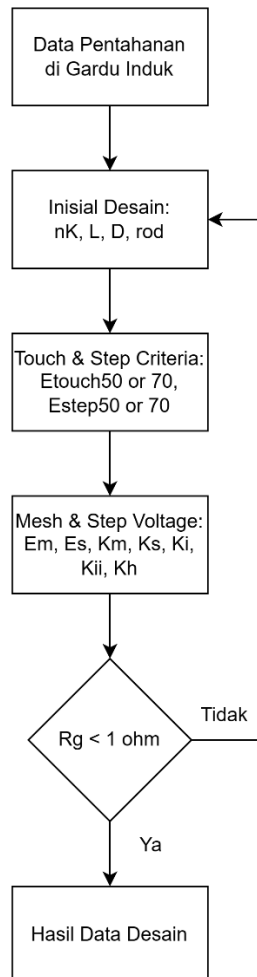 Data Pentahanan
di Gardu Induk
Inisial Desain:
nK, L, D, rod
Touch & Step Criteria:
Etouch50 or 70,
Estep50 or 70
Mesh & Step Voltage:
Em, Es, Km, Ks, Ki,
Kii, Kh
Rg < 1 ohm
Tidak
Ya
Hasil Data Desain